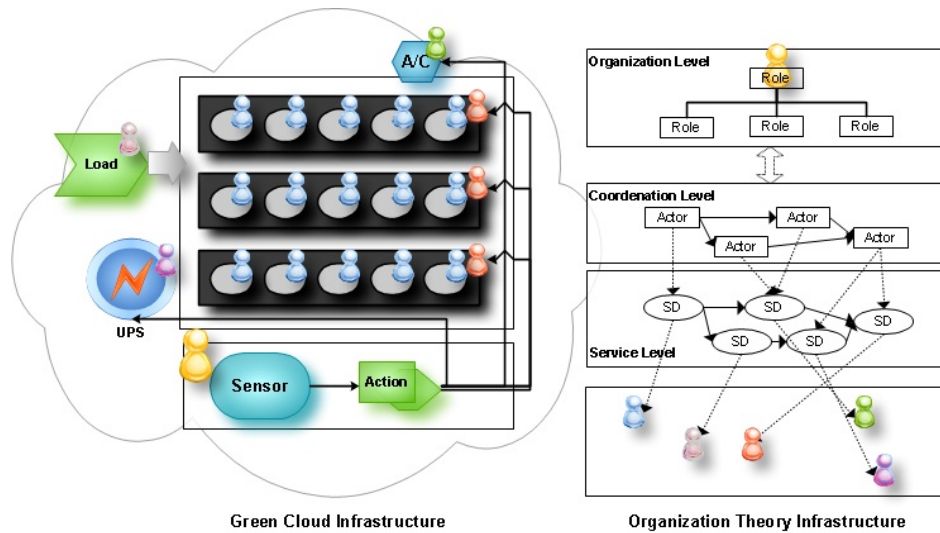 A/C
Load
UPS
Sensor
Action
Green Cloud Infrastructure
Organization Level
Role
Role
Role
Role
Coordenation Level
Actor
Actor
Actor
Actor
SD
SD
SD
SD
SD
Service Level
Organization Theory Infrastructure